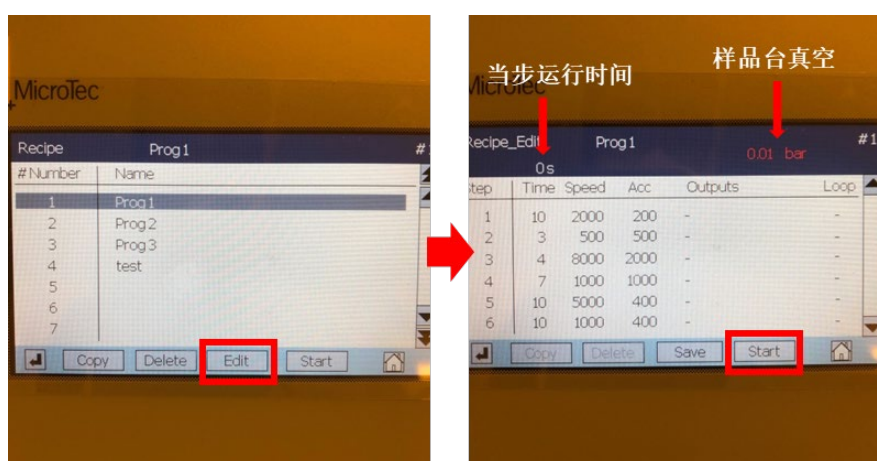 MicroTec
Recipe Prog1 #1
#Number Name
1 Prog1
2 Prog2
3 Prog3
4 test
5
6
7
Copy Delete Edit Start
当步运行时间
样品台真空
MicroTec
Recipe_Edit Prog1 0.01 bar #1
0s
Step Time Speed Acc Outputs Loop
1 10 2000 200 - -
2 3 500 500 - -
3 4 8000 2000 - -
4 7 1000 1000 - -
5 10 5000 400 - -
6 10 1000 400 - -
Copy Delete Save Start